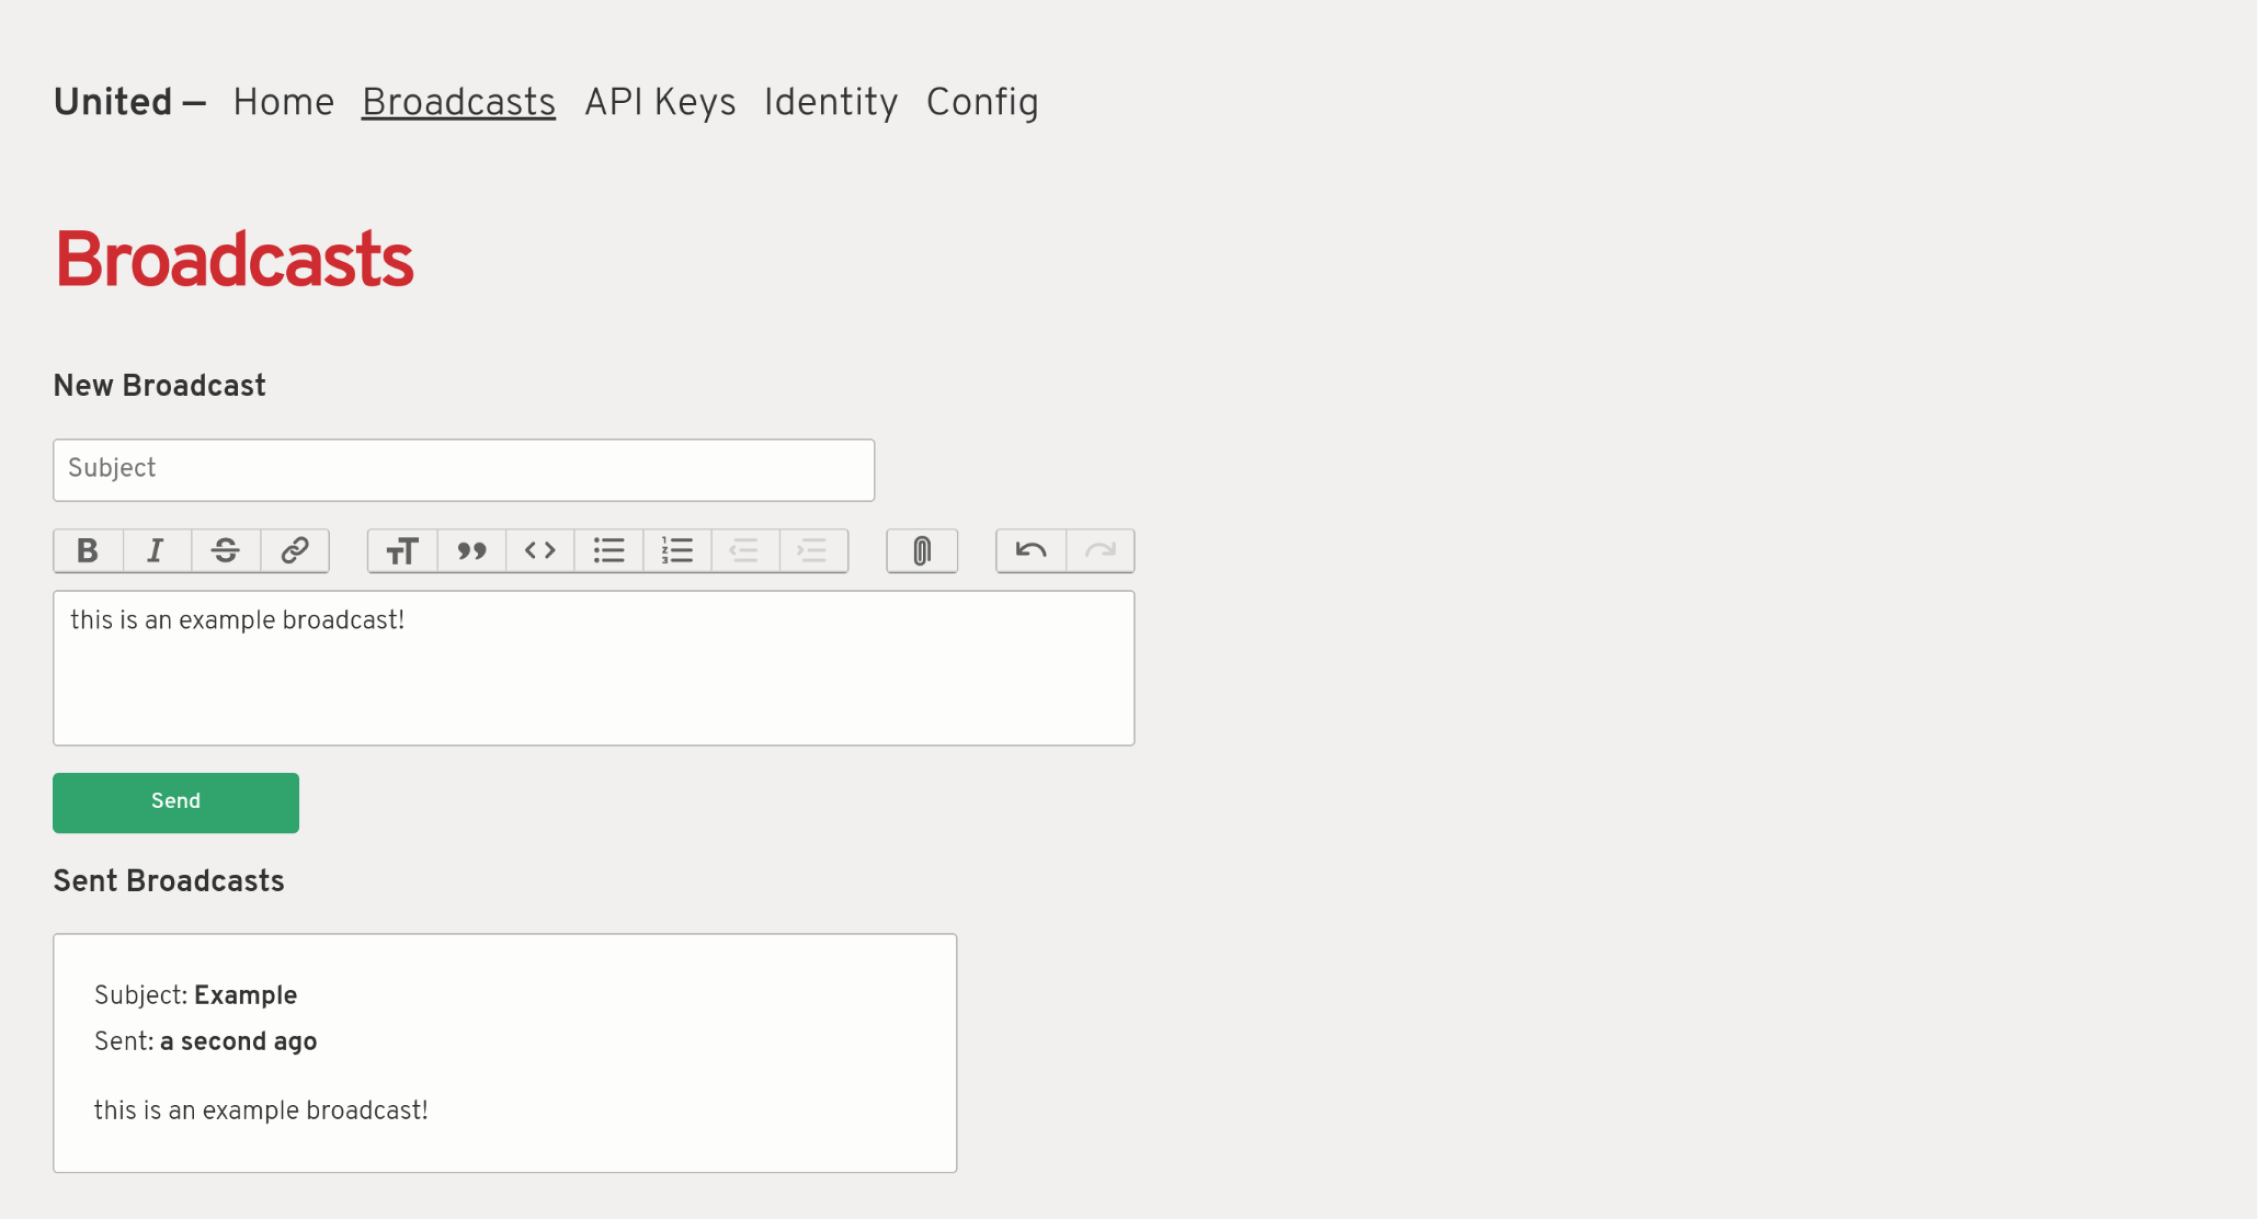 United — Home Broadcasts API Keys Identity Config
Broadcasts
New Broadcast
Subject
this is an example broadcast!
Send
Sent Broadcasts
Subject: Example
Sent: a second ago
this is an example broadcast!